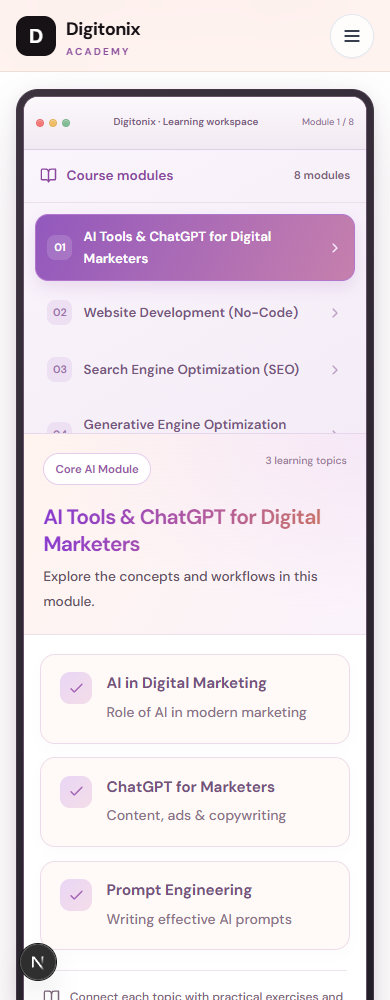 D
Digitonix
ACADEMY
Digitonix · Learning workspace
Module 1 / 8
Course modules
8 modules
01
AI Tools & ChatGPT for Digital
Marketers
02
Website Development (No-Code)
03
Search Engine Optimization (SEO)
04
Generative Engine Optimization
Core AI Module
3 learning topics
AI Tools & ChatGPT for Digital
Marketers
Explore the concepts and workflows in this
module.
AI in Digital Marketing
Role of AI in modern marketing
ChatGPT for Marketers
Content, ads & copywriting
Prompt Engineering
Writing effective AI prompts
N
Connect each topic with practical exercises and